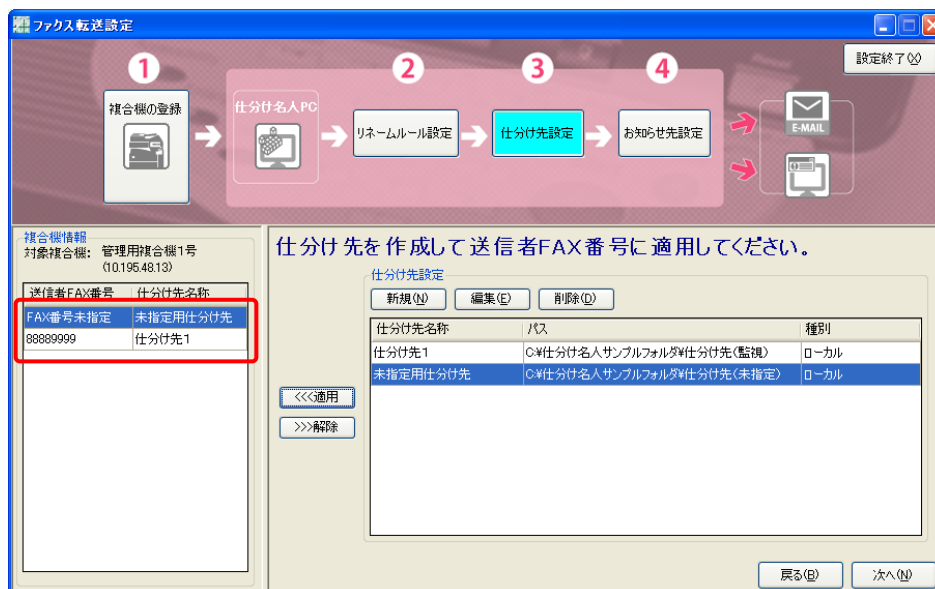 ファクス転送設定
設定終了(X)
1
2
3
4
複合機の登録
仕分け名人PC
リネームルール設定
仕分け先設定
お知らせ先設定
E-MAIL
複合機情報
対象複合機: 管理用複合機1号
(10.195.48.13)
送信者FAX番号 仕分け先名称
FAX番号未指定 未指定用仕分け先
88889999 仕分け先1
仕分け先を作成して送信者FAX番号に適用してください。
仕分け先設定
新規(N) 編集(E) 削除(D)
仕分け先名称 パス 種別
仕分け先1 C:¥仕分け名人サンプルフォルダ¥仕分け先(監視) ローカル
未指定用仕分け先 C:¥仕分け名人サンプルフォルダ¥仕分け先(未指定) ローカル
<<<適用
>>>解除
戻る(B) 次へ(N)